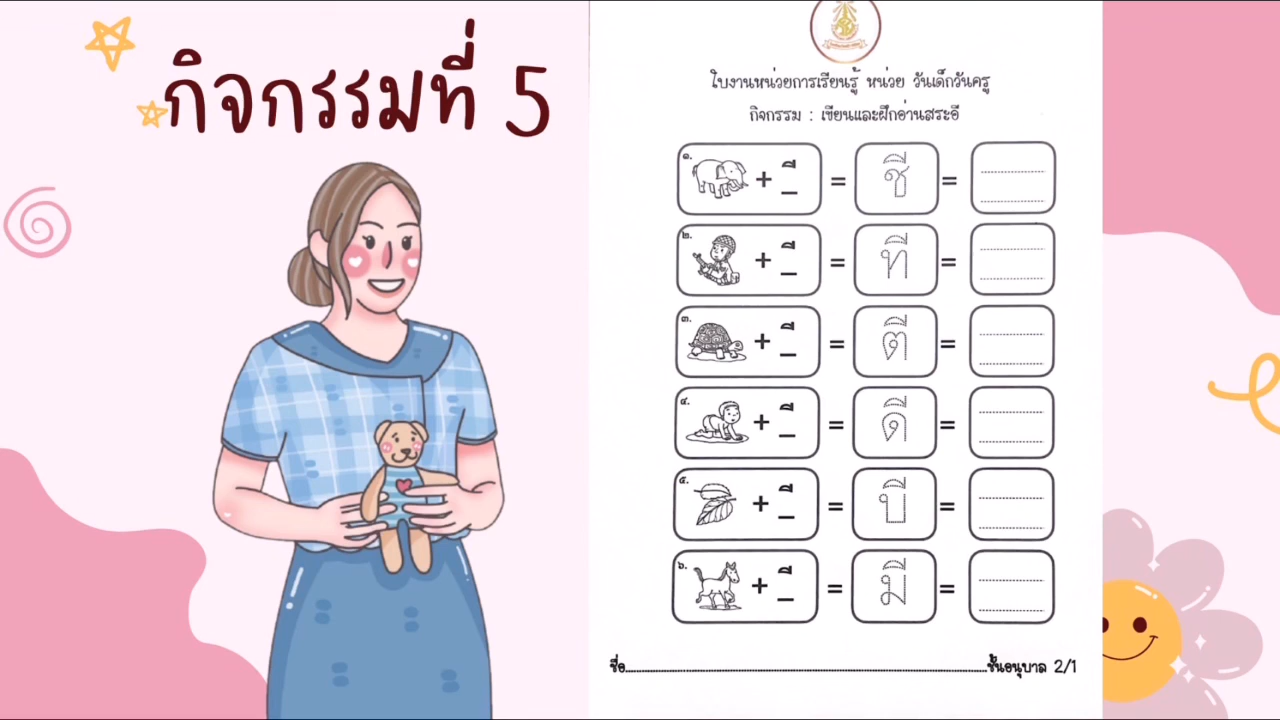 กิจกรรมที่ 5
ใบงานหน่วยการเรียนรู้ หน่วย วันเด็กวันครู
กิจกรรม : เขียนและฝึกอ่านสระอี
๑. + –ี = ชี =
๒. + –ี = ที =
๓. + –ี = ตี =
๔. + –ี = ดี =
๕. + –ี = บี =
๖. + –ี = มี =
ชื่อ........................................ชั้นอนุบาล 2/1